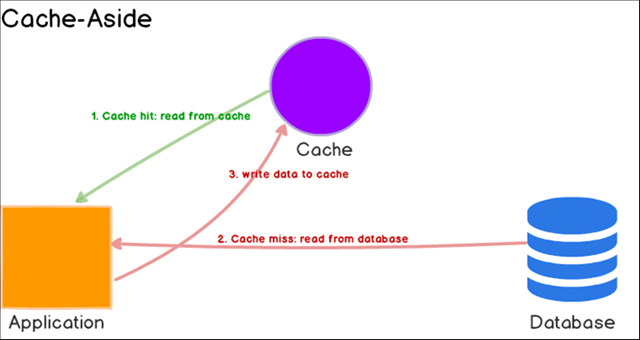 Cache-Aside
1. Cache hit: read from cache
Cache
3. write data to cache
2. Cache miss: read from database
Application
Database